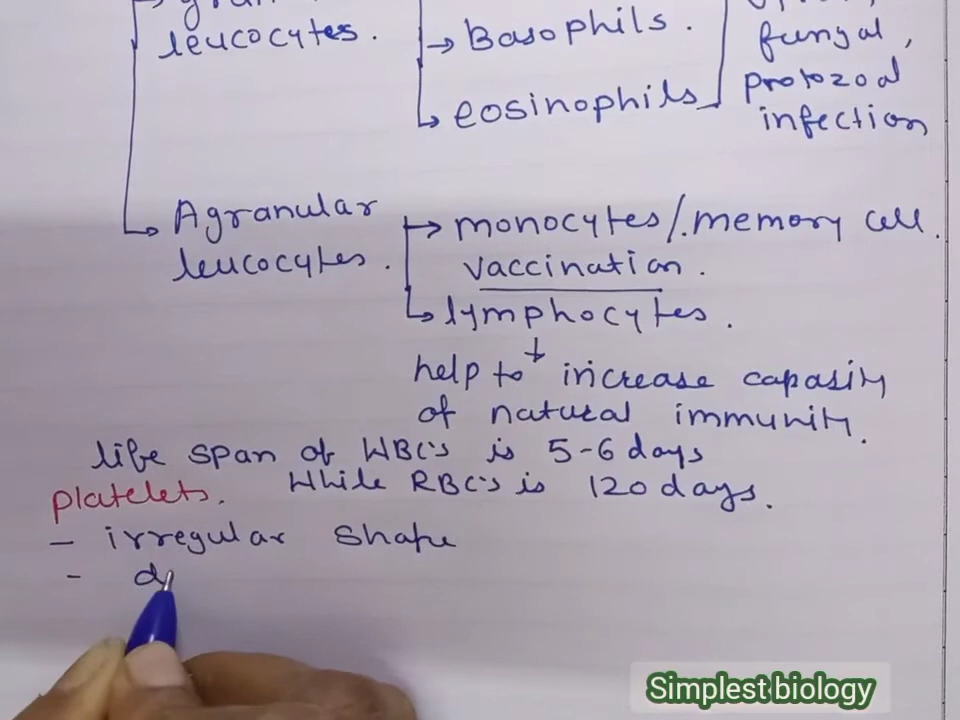 leucocytes.
→ Basophils.
fungal,
→ eosinophils
protozoal
infection
Agranular
leucocytes.
→ monocytes/.memory cell.
vaccination.
→ lymphocytes.
↓
help to increase capasity
of natural immunity.
life span of WBC's is 5-6 days
platelets. While RBC's is 120 days.
- irregular shape
- d
Simplest biology